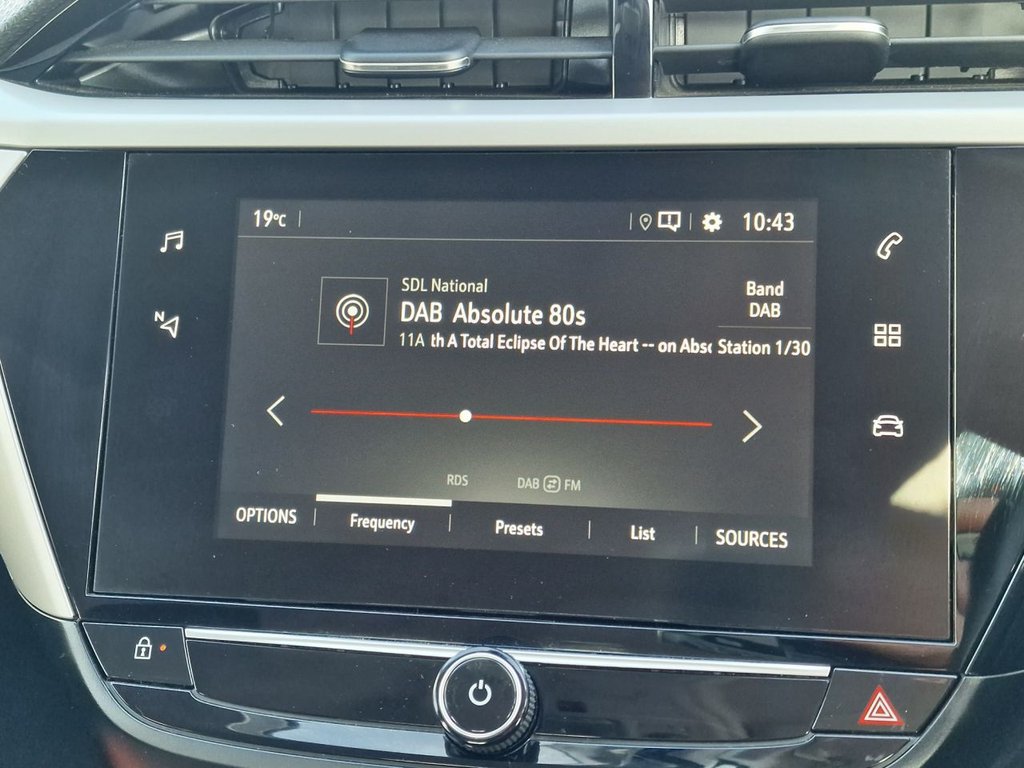 19°C
10:43
SDL National
DAB Absolute 80s
11A th A Total Eclipse Of The Heart -- on Abs
Band
DAB
Station 1/30
N
RDS
DAB FM
OPTIONS
Frequency
Presets
List
SOURCES